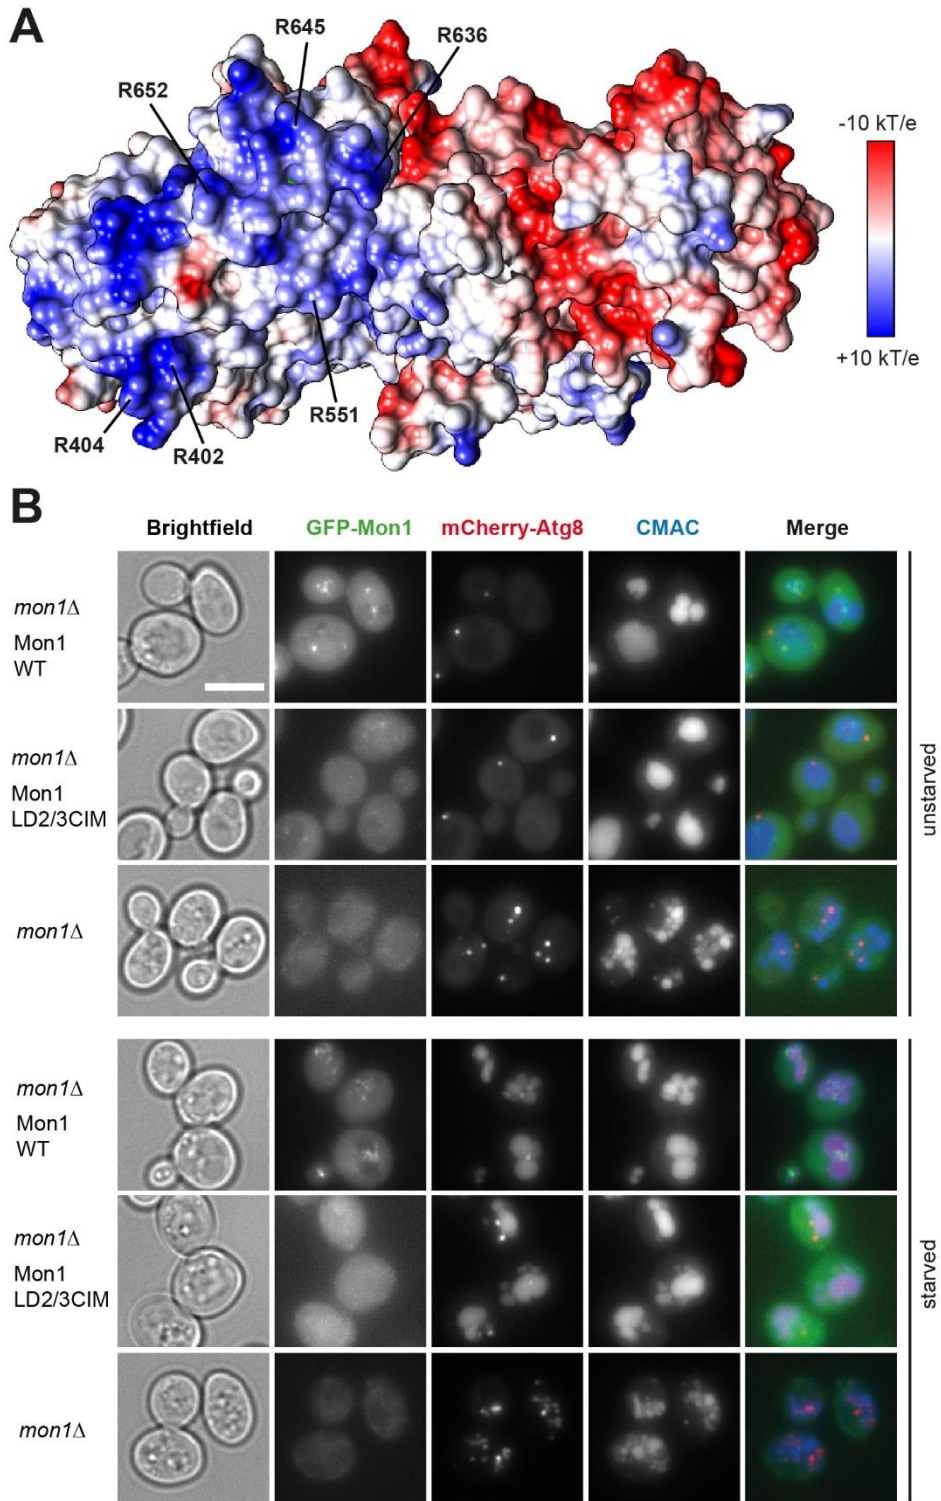 A
R645
R636
R652
-10 kT/e
+10 kT/e
R551
R404
R402
B
Brightfield GFP-Mon1 mCherry-Atg8 CMAC Merge
mon1Δ
Mon1
WT
mon1Δ
Mon1
LD2/3CIM
mon1Δ
unstarved
mon1Δ
Mon1
WT
mon1Δ
Mon1
LD2/3CIM
mon1Δ
starved